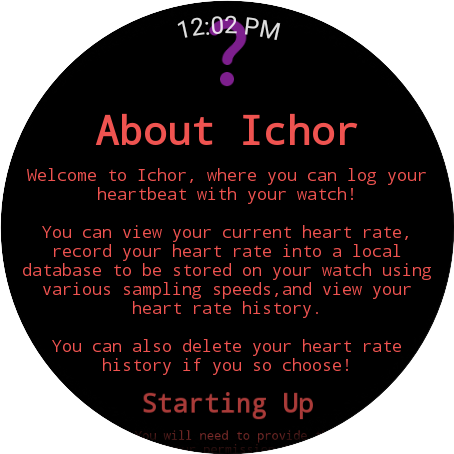 12:02 PM
?
About Ichor
Welcome to Ichor, where you can log your
heartbeat with your watch!
You can view your current heart rate,
record your heart rate into a local
database to be stored on your watch using
various sampling speeds,and view your
heart rate history.
You can also delete your heart rate
history if you so choose!
Starting Up
You will need to provide